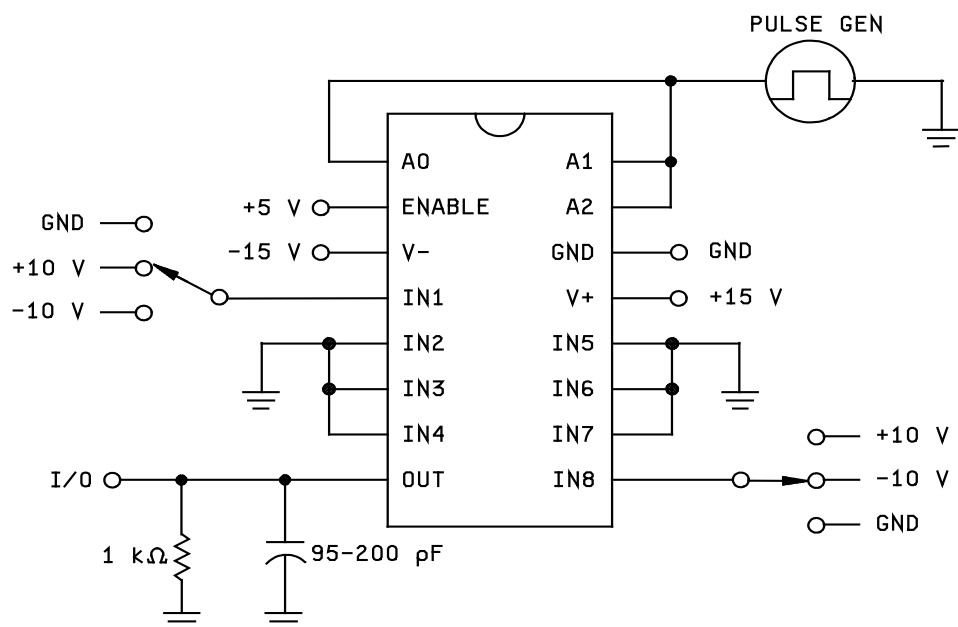 PULSE GEN
A0
A1
+5 V
ENABLE
A2
GND
-15 V
V-
GND
GND
+10 V
IN1
V+
+15 V
-10 V
IN2
IN5
IN3
IN6
IN4
IN7
+10 V
I/O
OUT
IN8
-10 V
GND
1 kΩ
95-200 pF